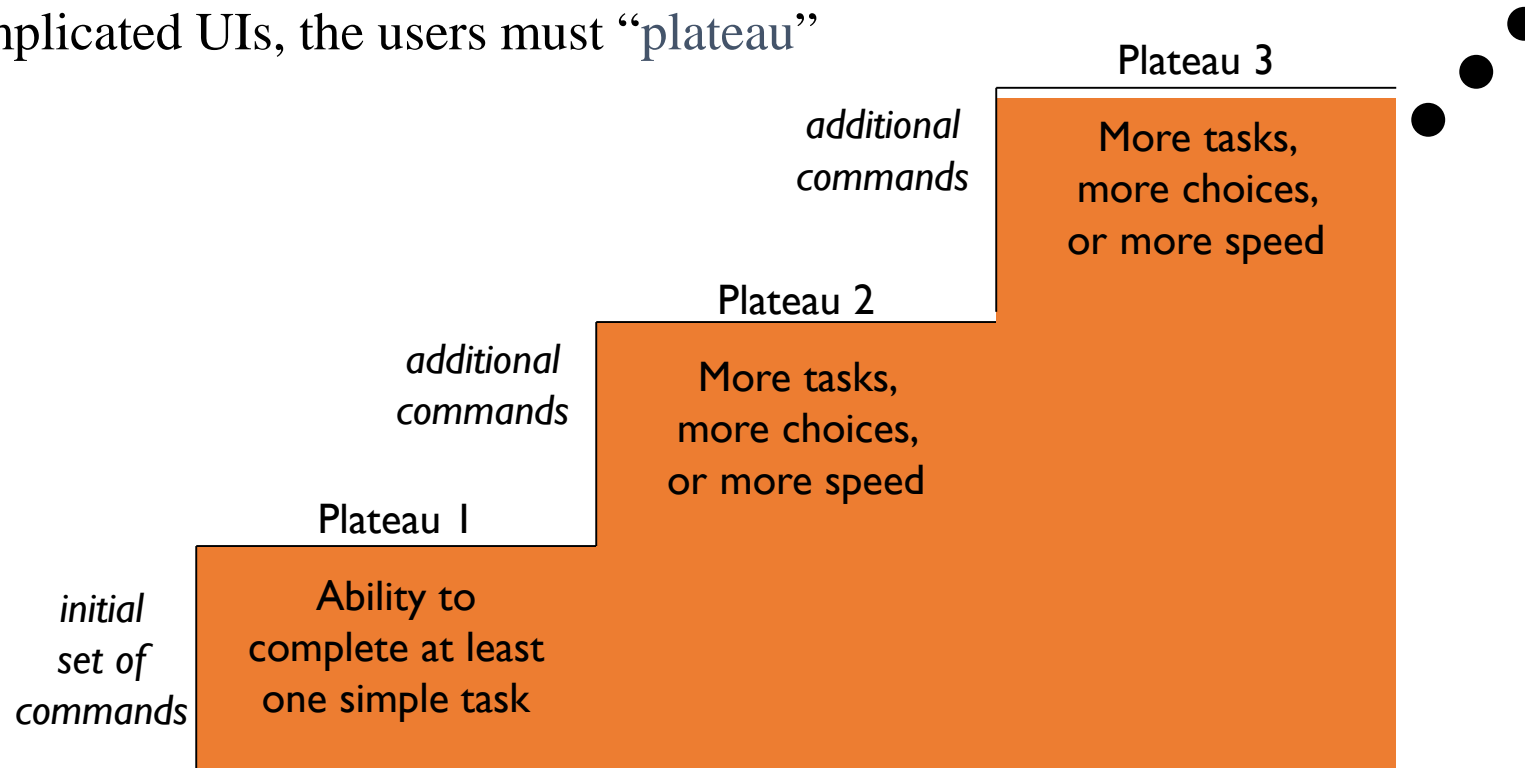 nplicated UIs, the users must “plateau”
Plateau 3
additional
commands
More tasks,
more choices,
or more speed
Plateau 2
additional
commands
More tasks,
more choices,
or more speed
Plateau 1
initial
set of
commands
Ability to
complete at least
one simple task